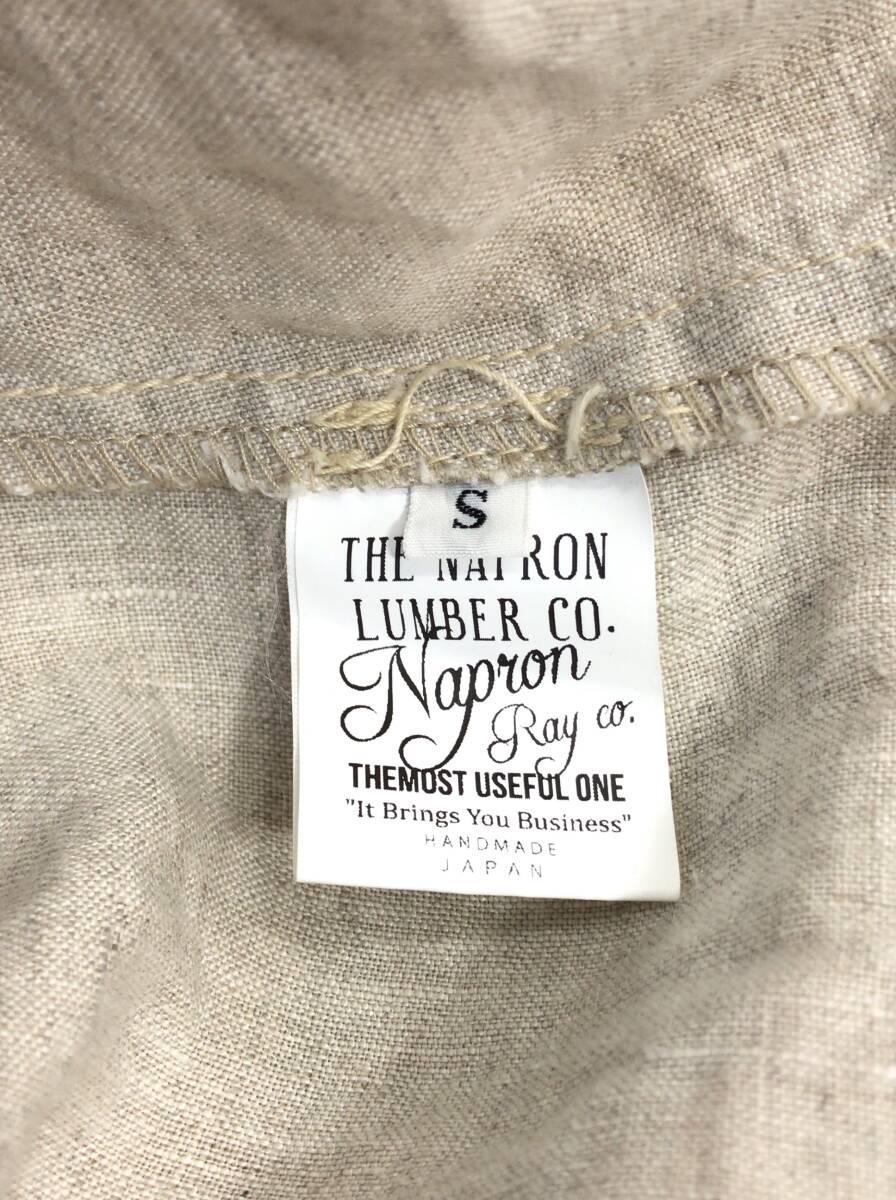 S
THE NAPRON
LUMBER CO.
Napron
Ray co.
THEMOST USEFUL ONE
"It Brings You Business"
HANDMADE
JAPAN